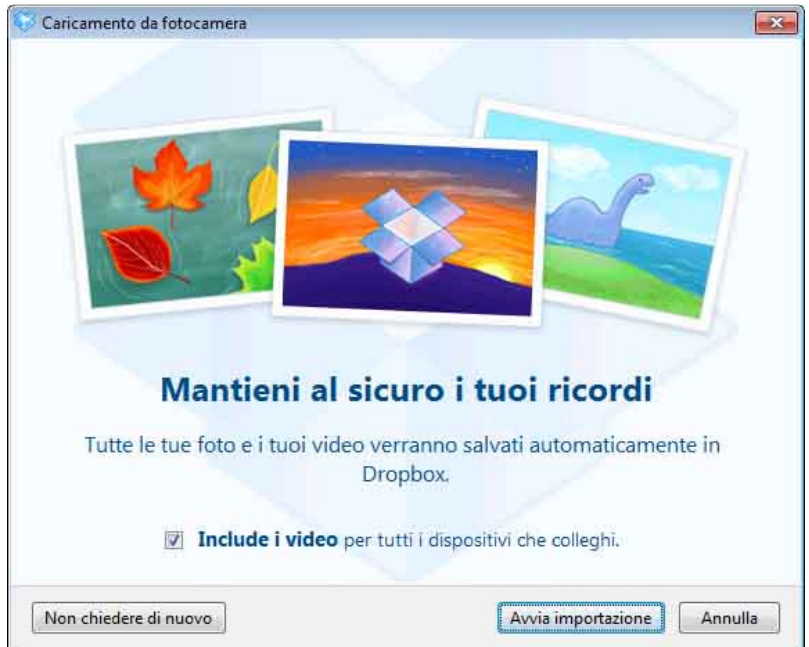 Caricamento da fotocamera
Mantieni al sicuro i tuoi ricordi
Tutte le tue foto e i tuoi video verranno salvati automaticamente in
Dropbox.
Include i video per tutti i dispositivi che colleghi.
Non chiedere di nuovo
Avvia importazione
Annulla